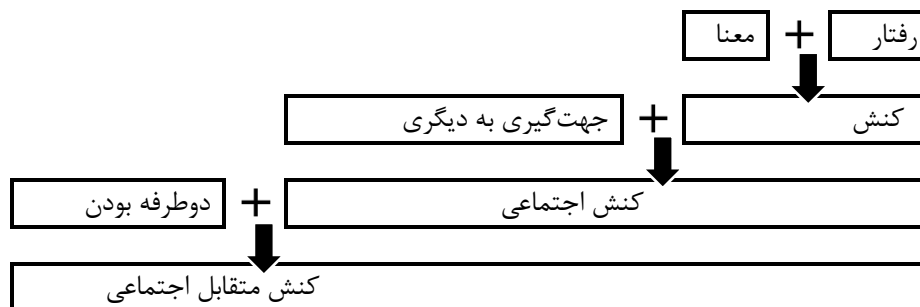 رفتار + معنا
کنش + جهت‌گیری به دیگری
کنش اجتماعی + دوطرفه بودن
کنش متقابل اجتماعی